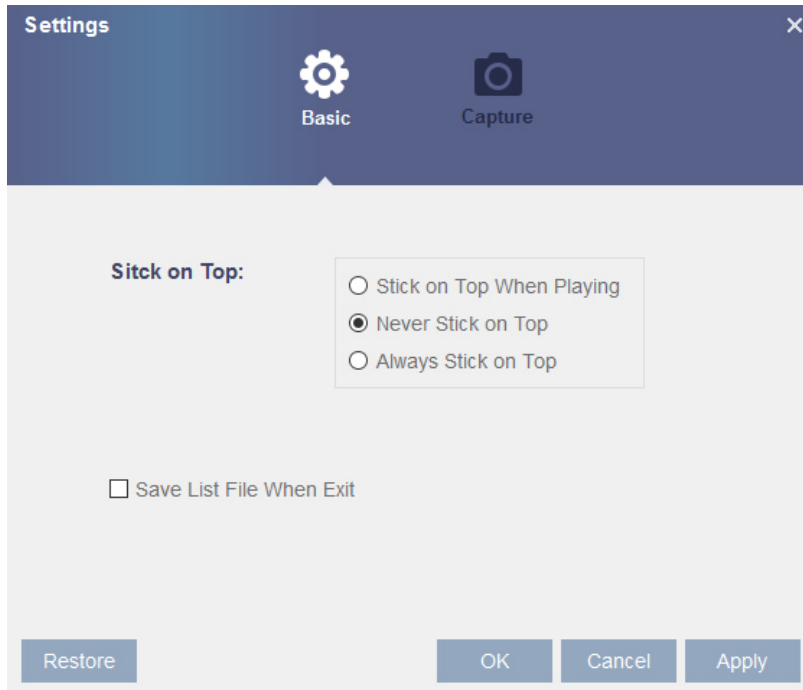 Settings
Basic
Capture
Sitck on Top:
Stick on Top When Playing
Never Stick on Top
Always Stick on Top
Save List File When Exit
Restore
OK
Cancel
Apply